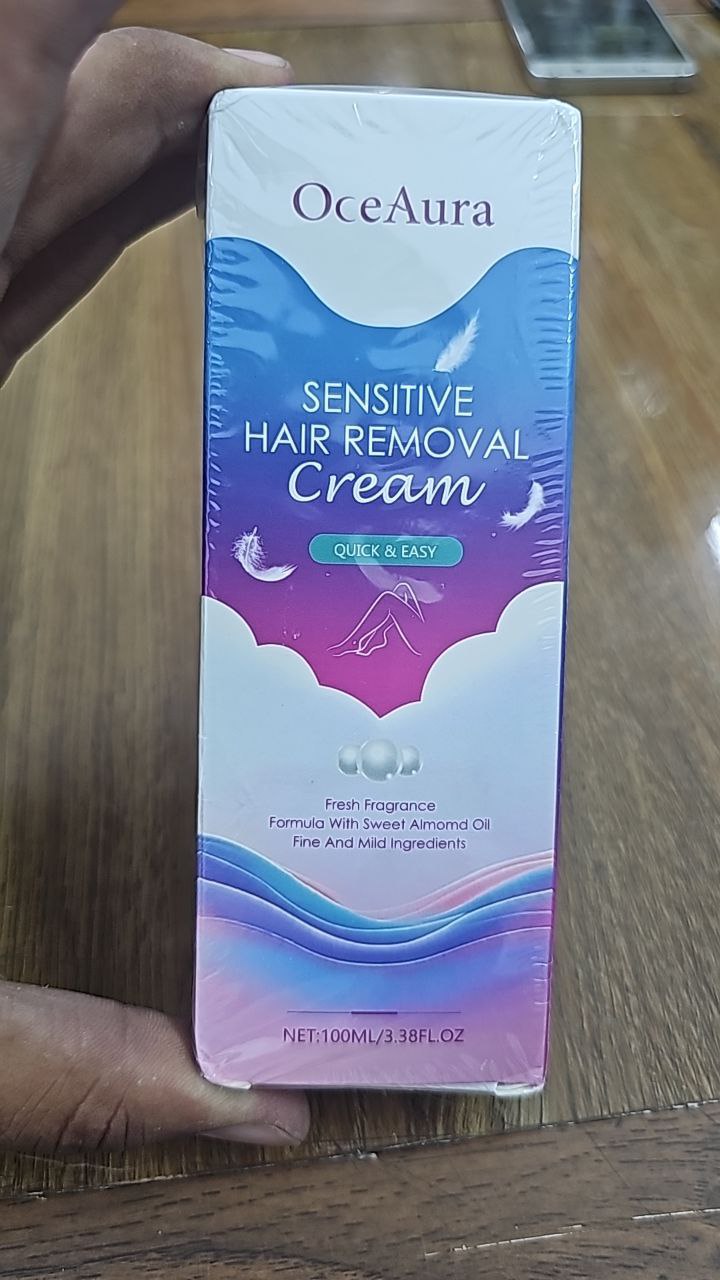 OceAura
SENSITIVE
HAIR REMOVAL
Cream
QUICK & EASY
Fresh Fragrance
Formula With Sweet Almomd Oil
Fine And Mild Ingredients
NET:100ML/3.38FL.OZ